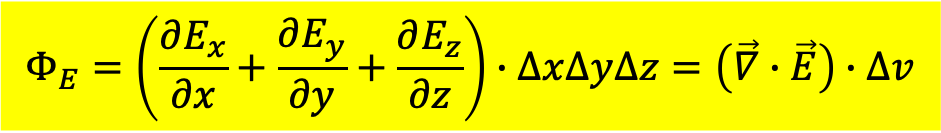 Φ_E = (∂E_x/∂x + ∂E_y/∂y + ∂E_z/∂z) · ΔxΔyΔz = (∇⃗ · E⃗) · Δv